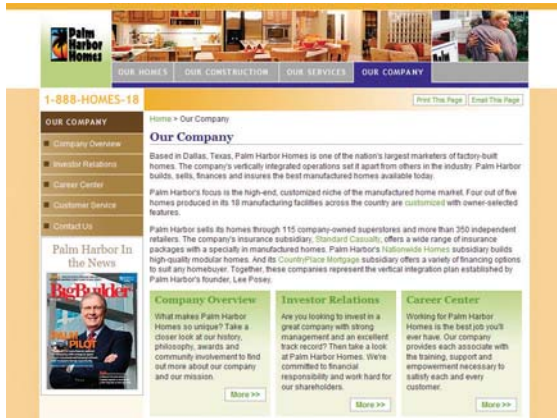 Palm
Harbor
Homes
OUR HOMES
OUR CONSTRUCTION
OUR SERVICES
OUR COMPANY
1-888-HOMES-18
Print This Page
Email This Page
OUR COMPANY
Company Overview
Investor Relations
Career Center
Customer Service
Contact Us
Palm Harbor In
the News
BigBuilder
PILOT
Home > Our Company
Our Company
Based in Dallas, Texas, Palm Harbor Homes is one of the nation's largest marketers of factory-built
homes. The company's vertically integrated operations set it apart from others in the industry. Palm Harbor
builds, sells, finances and insures the best manufactured homes available today.
Palm Harbor's focus is the high-end, customized niche of the manufactured home market. Four out of five
homes produced in its 18 manufacturing facilities across the country are customized with owner-selected
features.
Palm Harbor sells its homes through 115 company-owned superstores and more than 350 independent
retailers. The company's insurance subsidiary, Standard Casualty, offers a wide range of insurance
packages with a specialty in manufactured homes. Palm Harbor's Nationwide Homes subsidiary builds
high-quality modular homes. And its CountryPlace Mortgage subsidiary offers a variety of financing options
to suit any homebuyer. Together, these companies represent the vertical integration plan established by
Palm Harbor's founder, Lee Posey.
Company Overview
What makes Palm
Harbor Homes so unique? Take a
closer look at our history,
philosophy, awards and
community involvement to find
out more about our company
and our mission.
More >>
Investor Relations
Are you looking to invest in a
great company with strong
management and an excellent
track record? Then take a look
at Palm Harbor Homes. We're
committed to financial
responsibility and work hard for
our shareholders.
More >>
Career Center
Working for Palm Harbor
Homes is the best job you'll
ever have. Our company
provides each associate with
the training, support and
empowerment necessary to
satisfy each and every
customer.
More >>